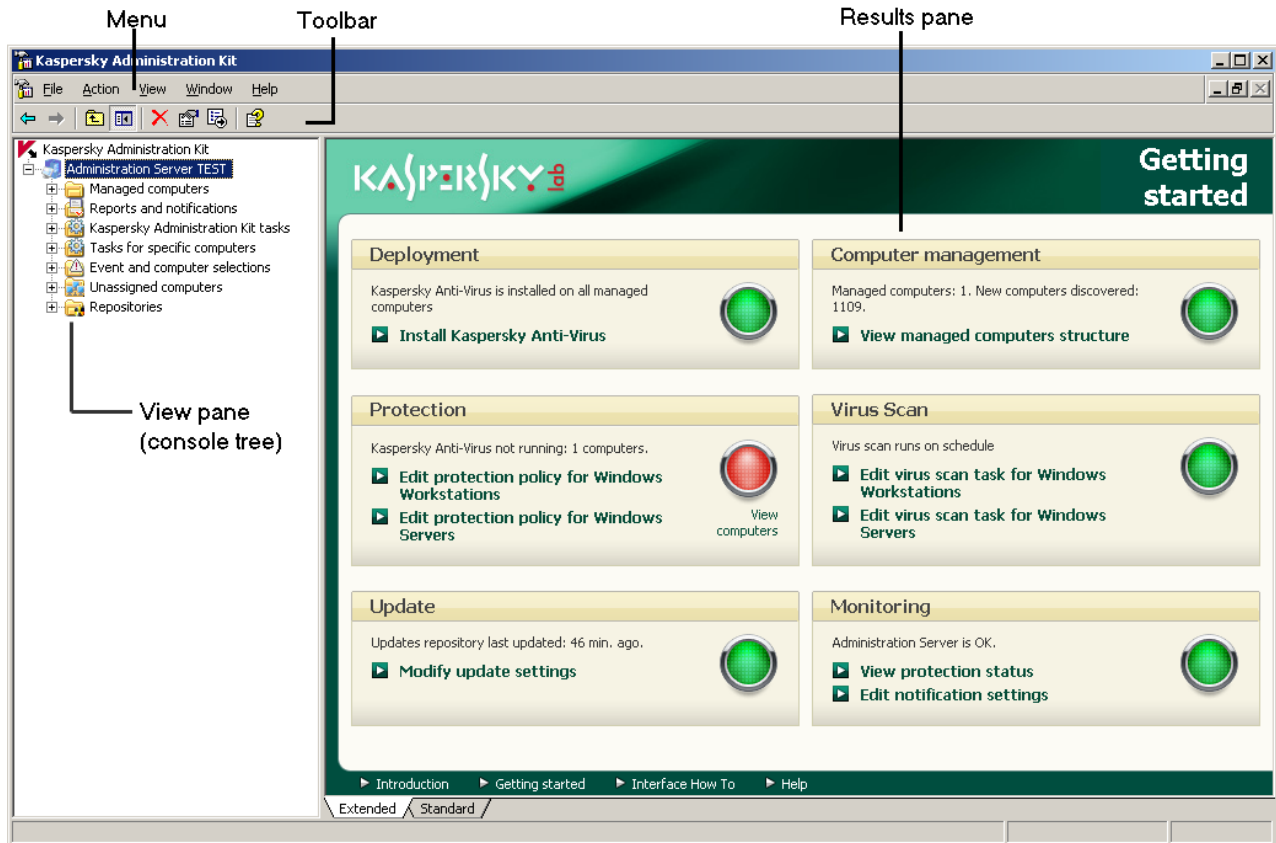 Menu
Toolbar
Results pane
Kaspersky Administration Kit
File Action View Window Help
Kaspersky Administration Kit
Administration Server TEST
Managed computers
Reports and notifications
Kaspersky Administration Kit tasks
Tasks for specific computers
Event and computer selections
Unassigned computers
Repositories
View pane
(console tree)
KASPERSKY lab
Getting
started
Deployment
Kaspersky Anti-Virus is installed on all managed
computers
Install Kaspersky Anti-Virus
Computer management
Managed computers: 1. New computers discovered:
1109.
View managed computers structure
Protection
Kaspersky Anti-Virus not running: 1 computers.
Edit protection policy for Windows
Workstations
Edit protection policy for Windows
Servers
View
computers
Virus Scan
Virus scan runs on schedule
Edit virus scan task for Windows
Workstations
Edit virus scan task for Windows
Servers
Update
Updates repository last updated: 46 min. ago.
Modify update settings
Monitoring
Administration Server is OK.
View protection status
Edit notification settings
Introduction Getting started Interface How To Help
Extended Standard